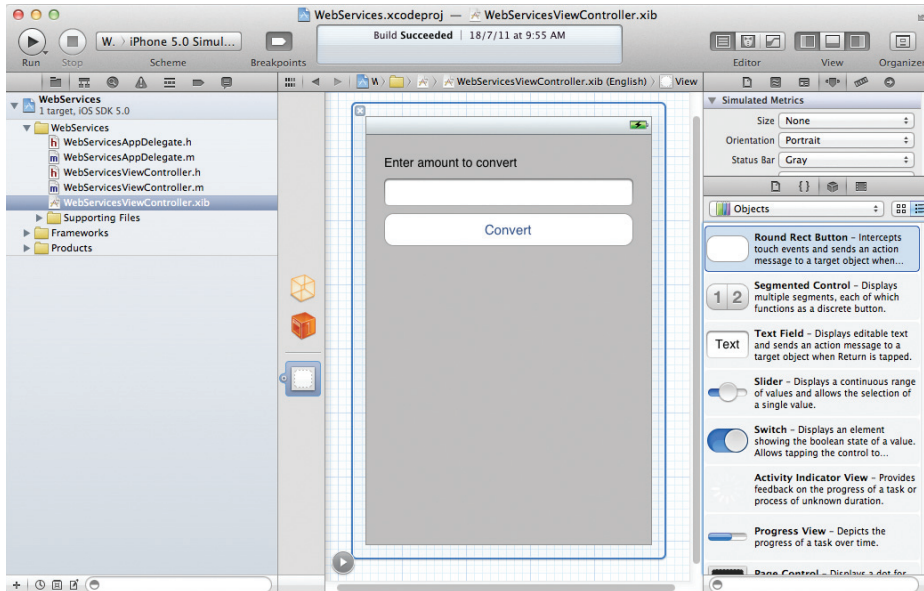 WebServices.xcodeproj — WebServicesViewController.xib
Build Succeeded | 18/7/11 at 9:55 AM
W. › iPhone 5.0 Simul...
Run Stop Scheme Breakpoints Editor View Organizer
W › WebServicesViewController.xib (English) › View
WebServices
1 target, iOS SDK 5.0
WebServices
h WebServicesAppDelegate.h
m WebServicesAppDelegate.m
h WebServicesViewController.h
m WebServicesViewController.m
WebServicesViewController.xib
Supporting Files
Frameworks
Products
Enter amount to convert
Convert
Simulated Metrics
Size None
Orientation Portrait
Status Bar Gray
{}
Objects
Round Rect Button – Intercepts
touch events and sends an action
message to a target object when...
1 2
Segmented Control – Displays
multiple segments, each of which
functions as a discrete button.
Text
Text Field – Displays editable text
and sends an action message to a
target object when Return is tapped.
Slider – Displays a continuous range
of values and allows the selection of
a single value.
Switch – Displays an element
showing the boolean state of a value.
Allows tapping the control to...
Activity Indicator View – Provides
feedback on the progress of a task or
process of unknown duration.
Progress View – Depicts the
progress of a task over time.
Page Control – Displays a dot for